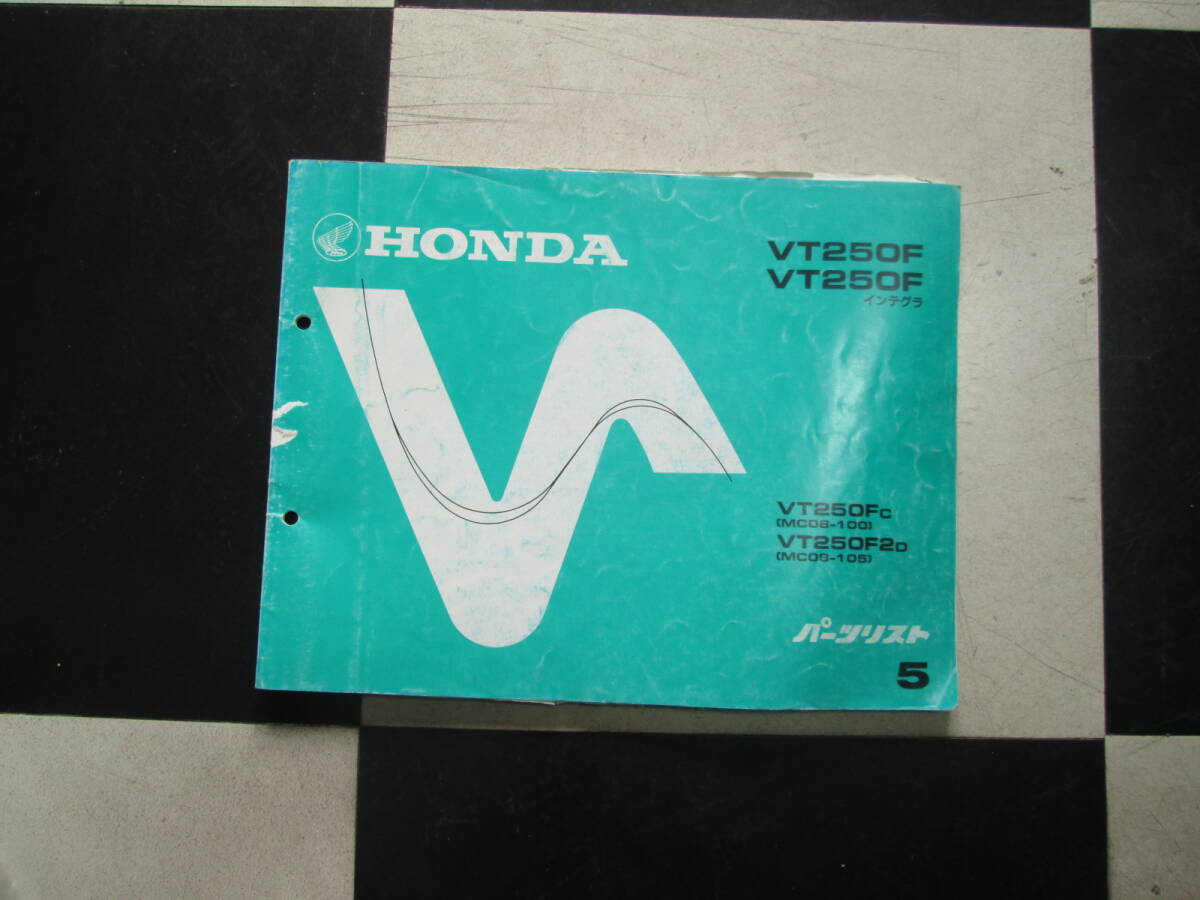 HONDA
VT250F
VT250F
インテグラ
VT250Fc
(MC08-100)
VT250F2D
(MC08-105)
パーツリスト
5